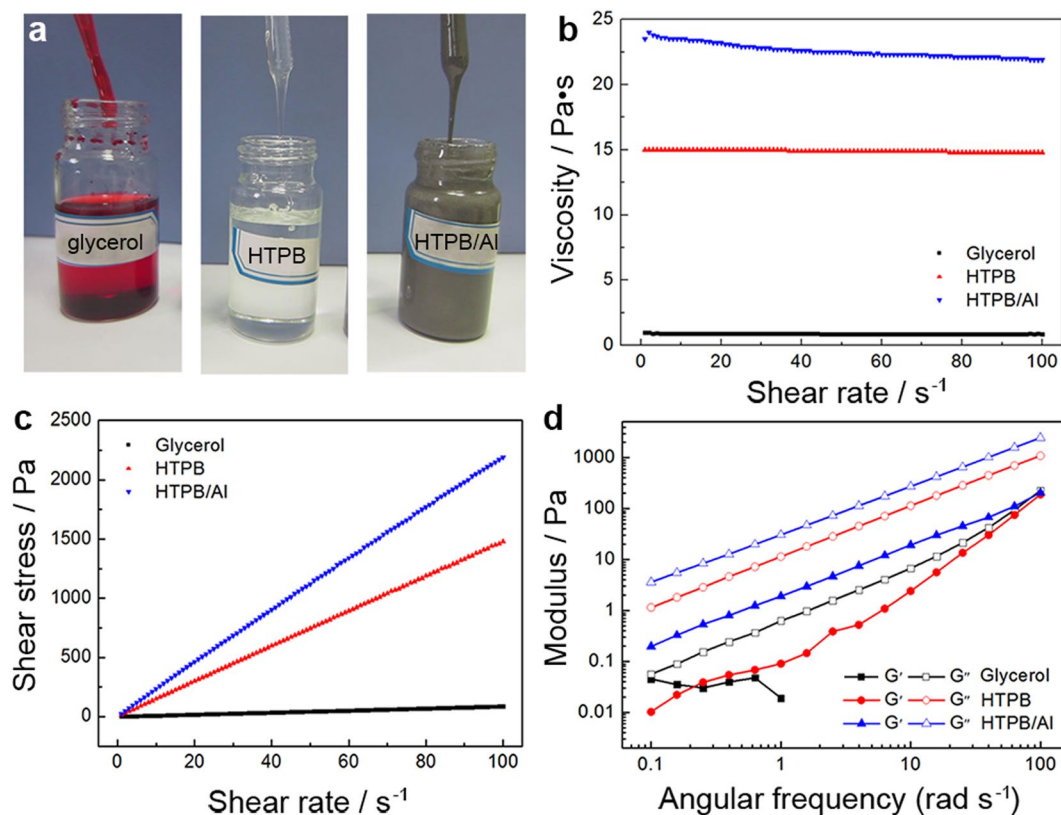 a
glycerol
HTPB
HTPB/Al
b
Viscosity / Pa•s
25
20
15
10
5
0
Glycerol
HTPB
HTPB/Al
0 20 40 60 80 100
Shear rate / s⁻¹
c
Shear stress / Pa
2500
2000
1500
1000
500
0
Glycerol
HTPB
HTPB/Al
0 20 40 60 80 100
Shear rate / s⁻¹
d
Modulus / Pa
1000
100
10
1
0.1
0.01
G′ G″ Glycerol
G′ G″ HTPB
G′ G″ HTPB/Al
0.1 1 10 100
Angular frequency (rad s⁻¹)